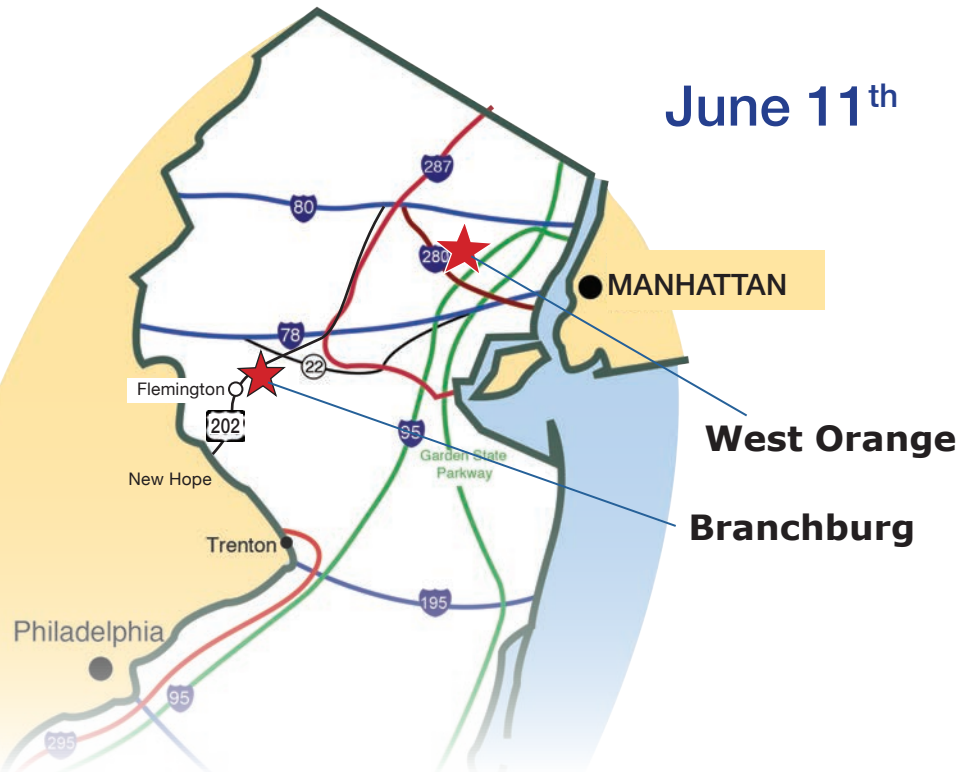 June 11th
287
80
280
MANHATTAN
78
22
Flemington
202
95
West Orange
Garden State
Parkway
New Hope
Branchburg
Trenton
195
Philadelphia
95
295